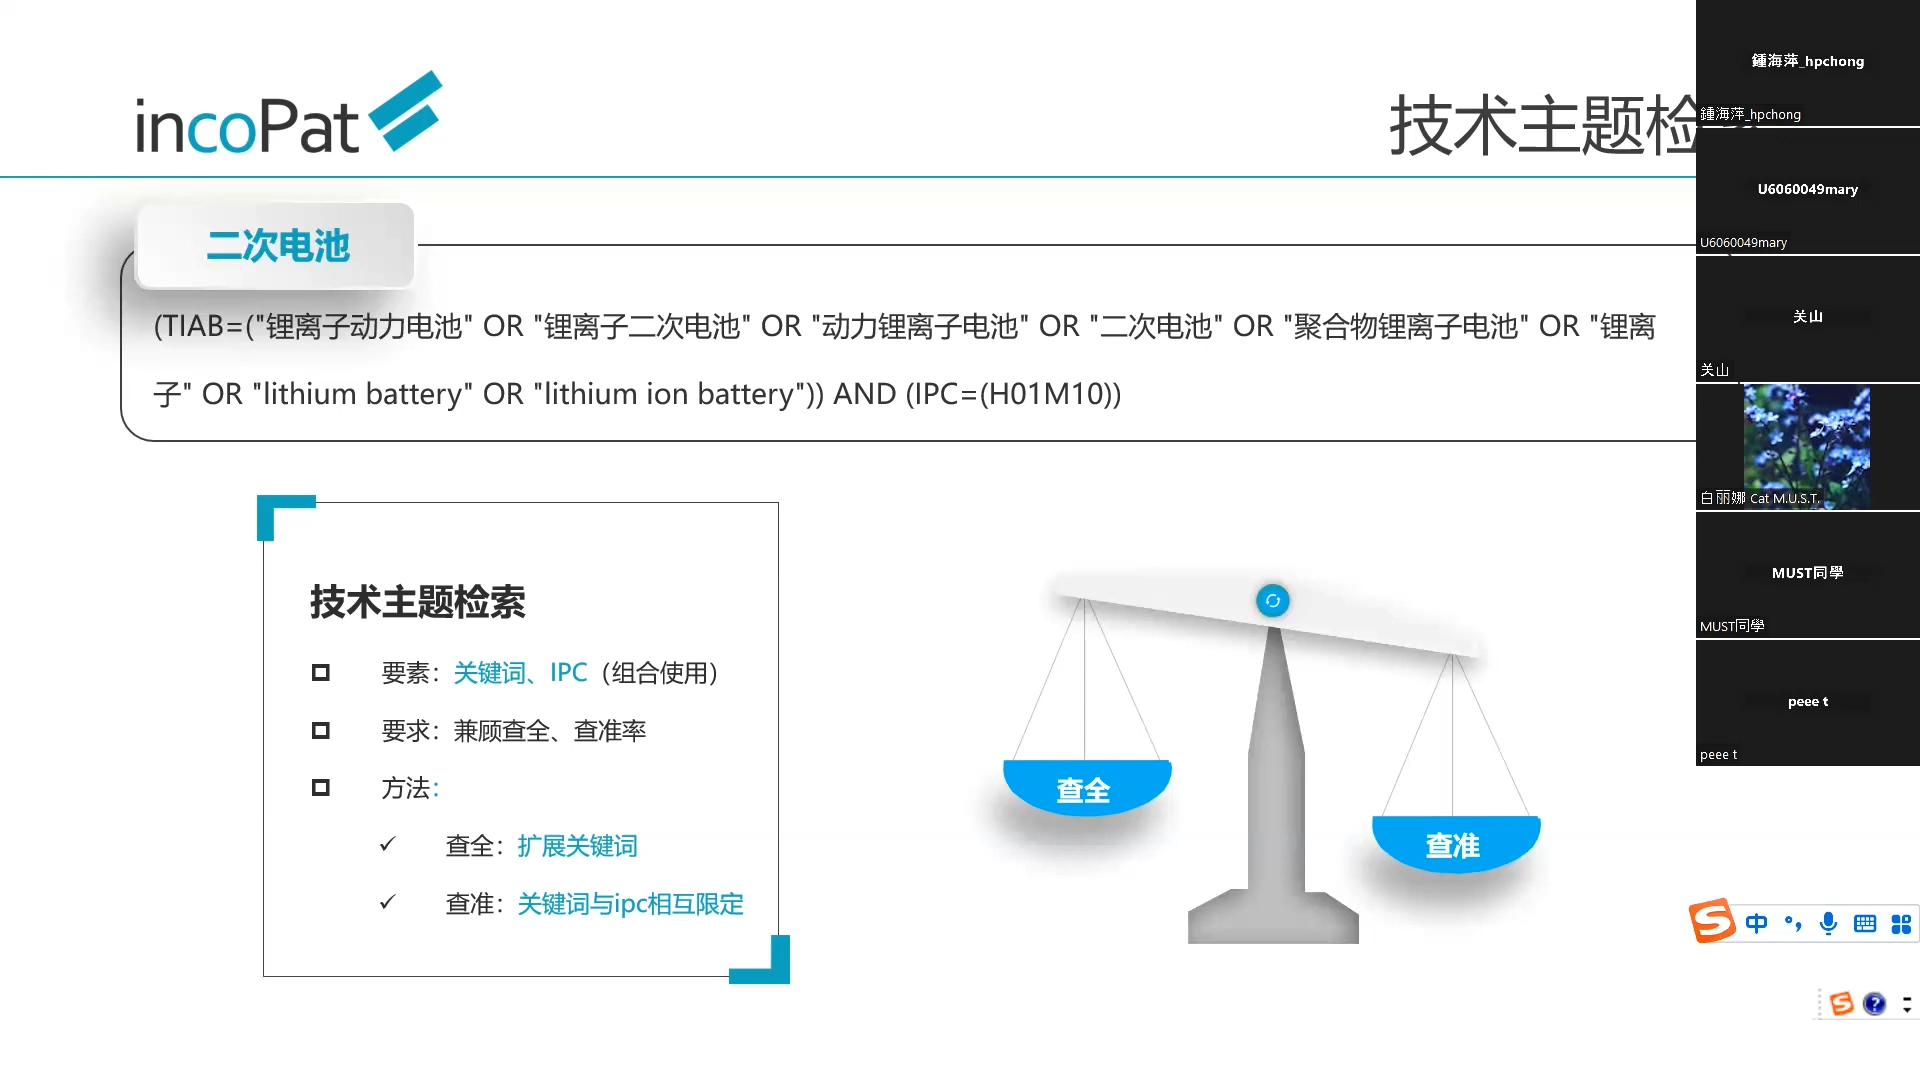 incoPat
技术主题检
二次电池
(TIAB=("锂离子动力电池" OR "锂离子二次电池" OR "动力锂离子电池" OR "二次电池" OR "聚合物锂离子电池" OR "锂离
子" OR "lithium battery" OR "lithium ion battery")) AND (IPC=(H01M10))
技术主题检索
要素：关键词、IPC（组合使用）
要求：兼顾查全、查准率
方法：
查全：扩展关键词
查准：关键词与ipc相互限定
查全
查准
鍾海萍_hpchong
鍾海萍_hpchong
U6060049mary
U6060049mary
关山
关山
白丽娜 Cat M.U.S.T.
MUST同學
MUST同學
peee t
peee t
中